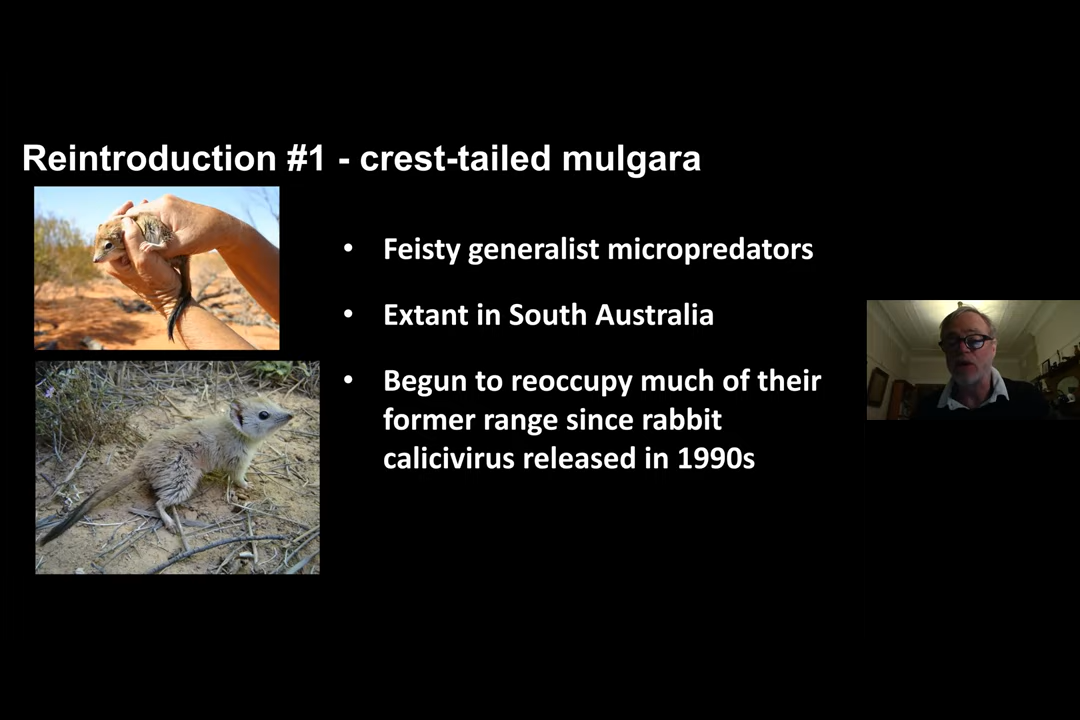 Reintroduction #1 - crest-tailed mulgara
• Feisty generalist micropredators
• Extant in South Australia
• Begun to reoccupy much of their
former range since rabbit
calicivirus released in 1990s